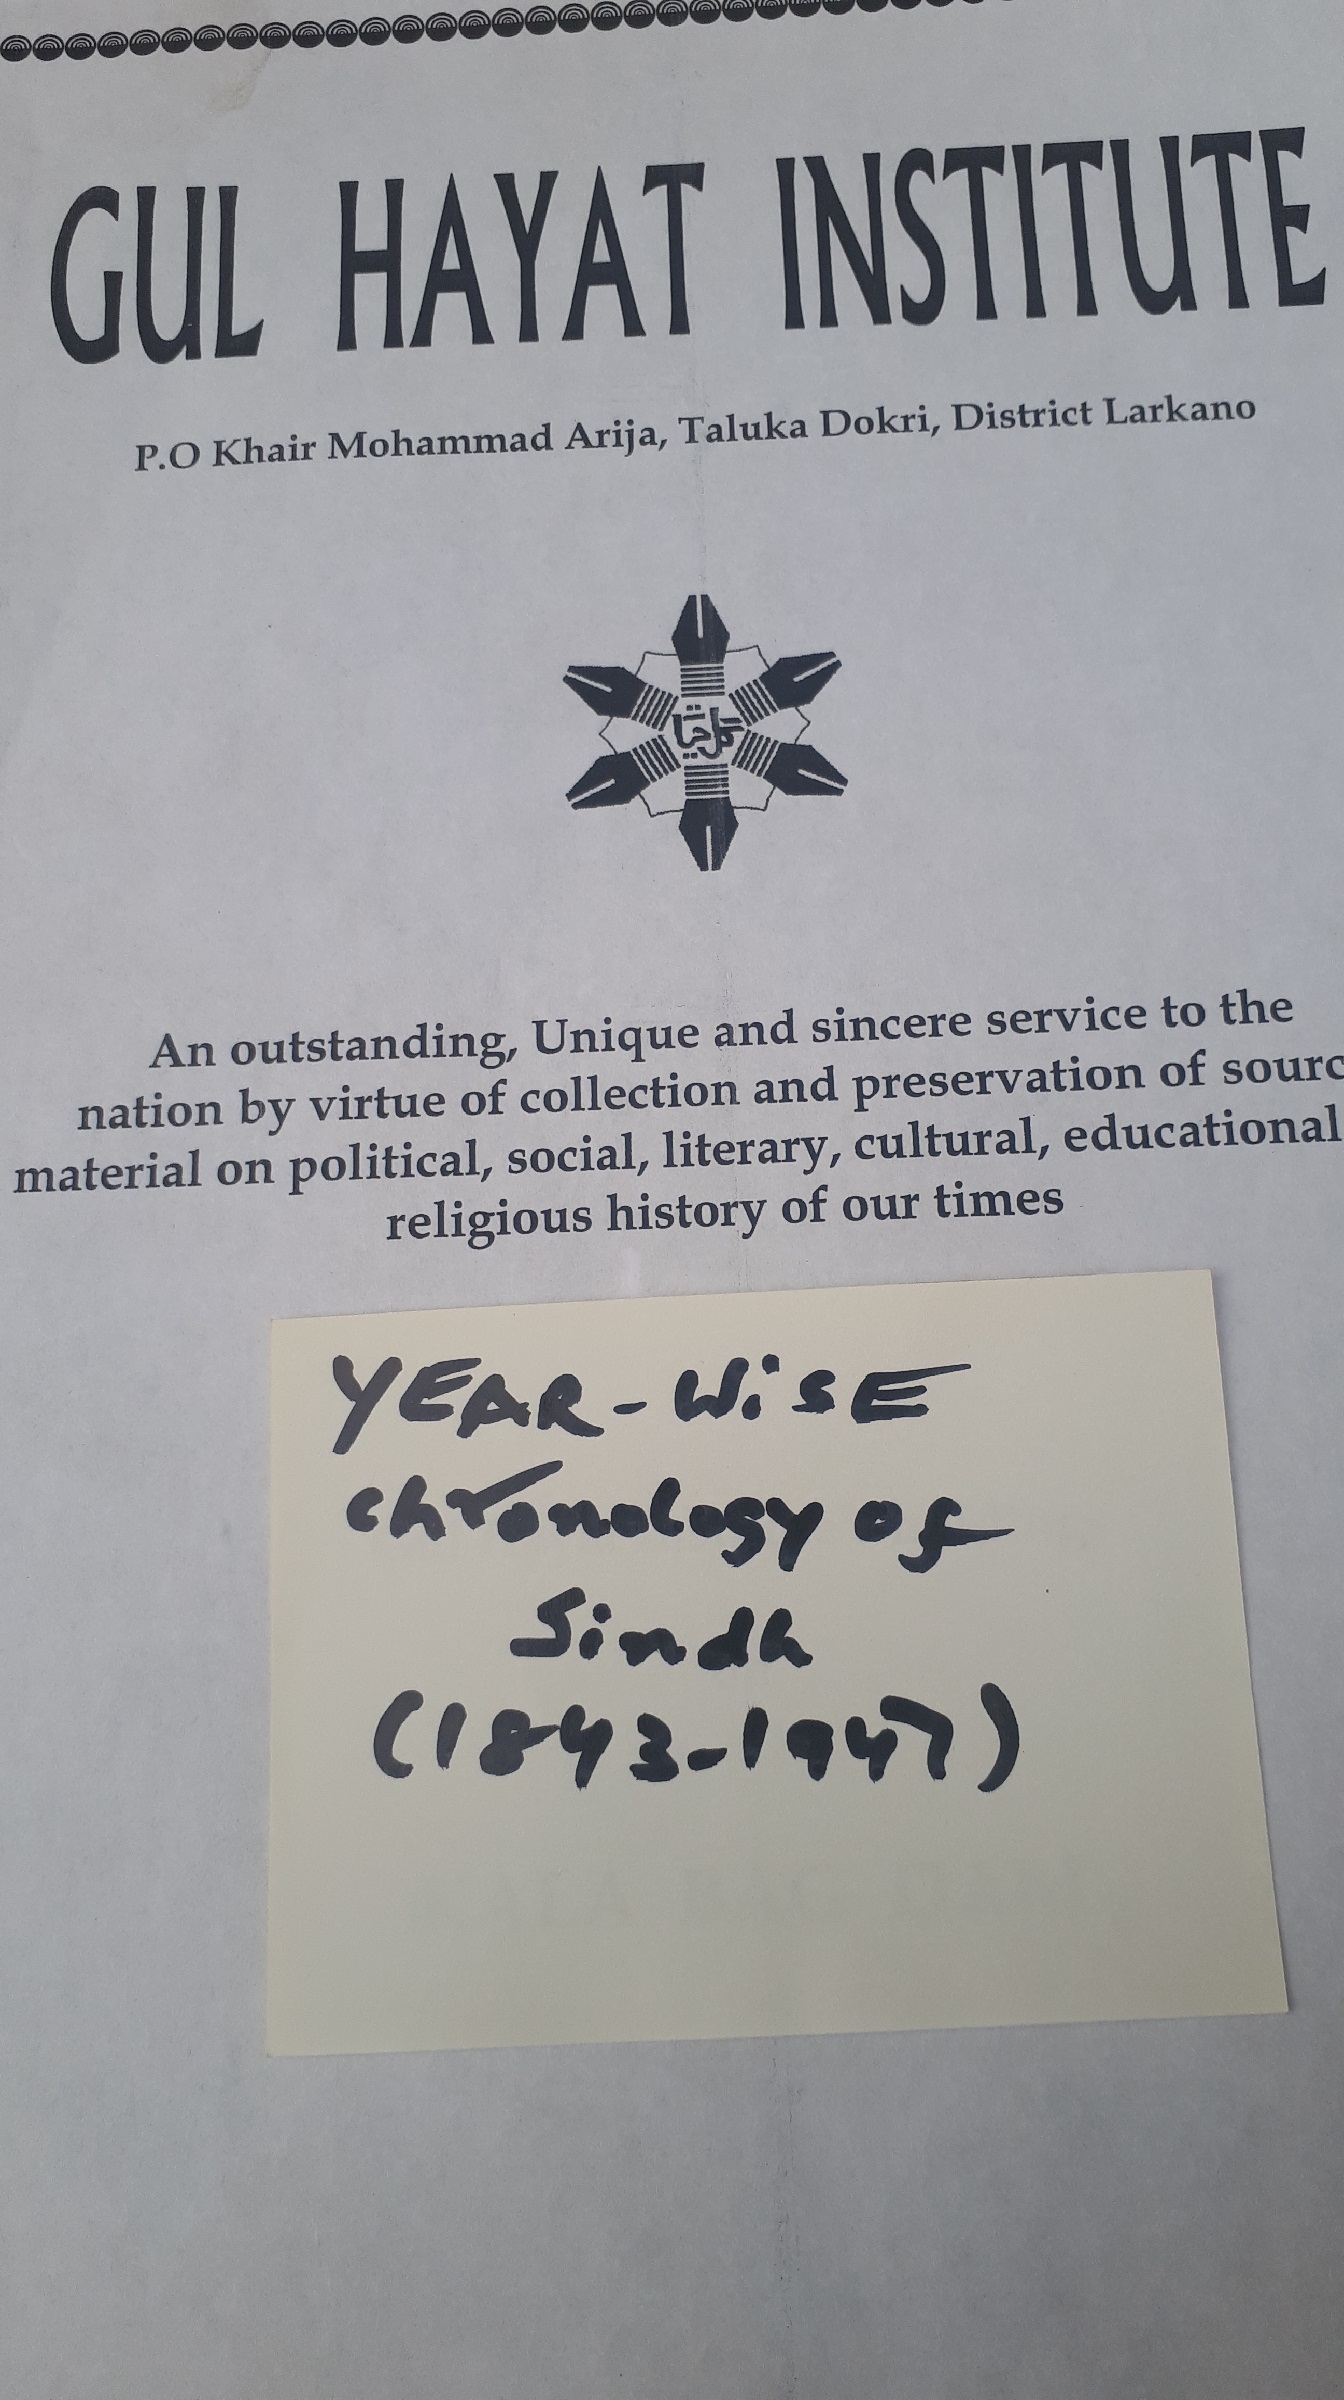 GUL HAYAT INSTITUTE
P.O Khair Mohammad Arija, Taluka Dokri, District Larkano
گل حيات
An outstanding, Unique and sincere service to the
nation by virtue of collection and preservation of sourc
material on political, social, literary, cultural, educational
religious history of our times
YEAR-WiSE
chronology of
Sindh
(1843-1947)